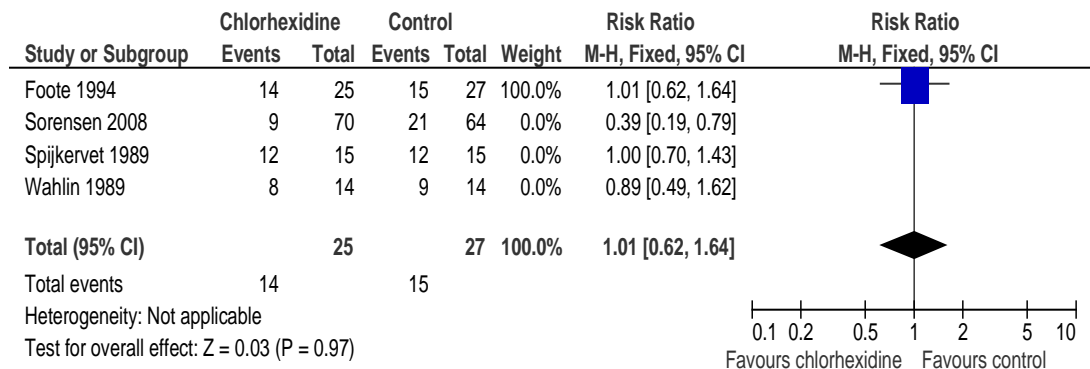 Chlorhexidine Control Risk Ratio Risk Ratio
Study or Subgroup Events Total Events Total Weight M-H, Fixed, 95% CI M-H, Fixed, 95% CI
Foote 1994 14 25 15 27 100.0% 1.01 [0.62, 1.64]
Sorensen 2008 9 70 21 64 0.0% 0.39 [0.19, 0.79]
Spijkervet 1989 12 15 12 15 0.0% 1.00 [0.70, 1.43]
Wahlin 1989 8 14 9 14 0.0% 0.89 [0.49, 1.62]
Total (95% CI) 25 27 100.0% 1.01 [0.62, 1.64]
Total events 14 15
Heterogeneity: Not applicable
Test for overall effect: Z = 0.03 (P = 0.97)
0.1 0.2 0.5 1 2 5 10
Favours chlorhexidine Favours control